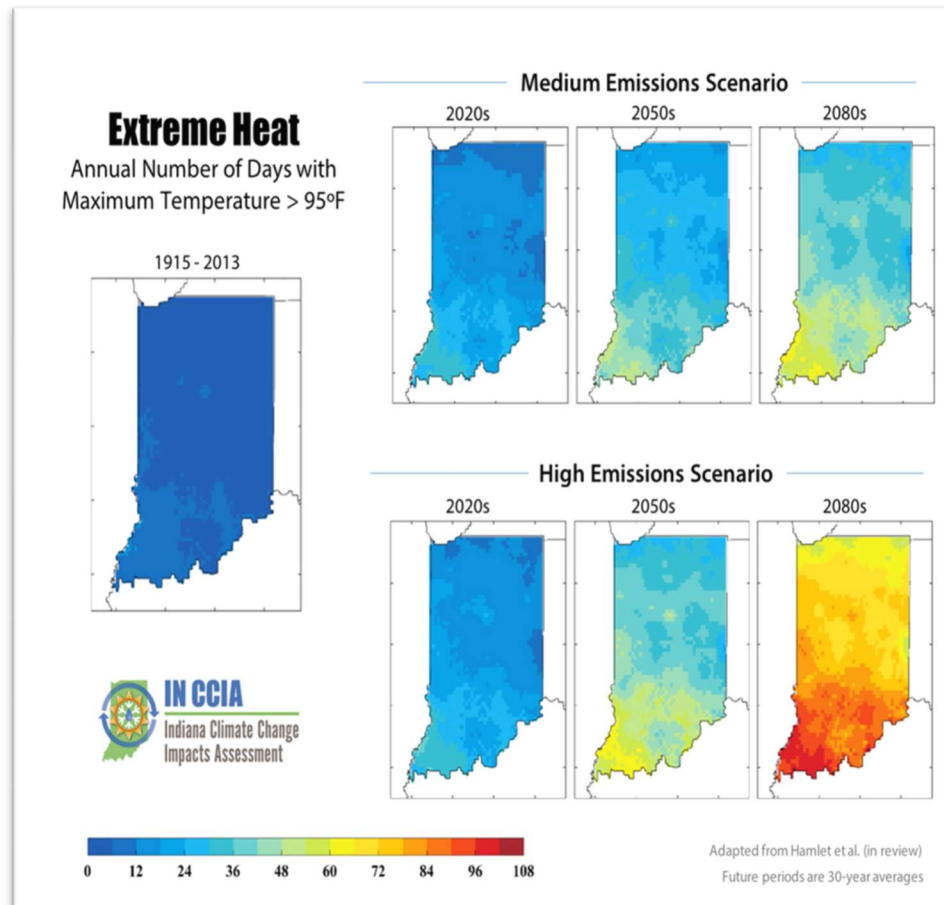 Extreme Heat
Annual Number of Days with
Maximum Temperature > 95ºF
1915 - 2013
Medium Emissions Scenario
2020s 2050s 2080s
High Emissions Scenario
2020s 2050s 2080s
IN CCIA
Indiana Climate Change
Impacts Assessment
0 12 24 36 48 60 72 84 96 108
Adapted from Hamlet et al. (in review)
Future periods are 30-year averages